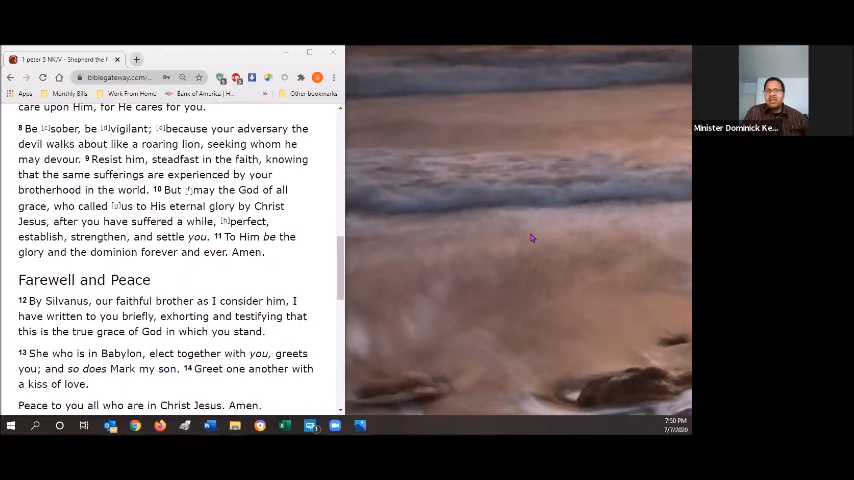 1 peter 5 NKJV - Shepherd the F
biblegateway.com/...
Apps Monthly Bills Work From Home Bank of America | H... » Other bookmarks
care upon Him, for He cares for you.
8 Be [c]sober, be [d]vigilant; [e]because your adversary the
devil walks about like a roaring lion, seeking whom he
may devour. 9 Resist him, steadfast in the faith, knowing
that the same sufferings are experienced by your
brotherhood in the world. 10 But [f]may the God of all
grace, who called [g]us to His eternal glory by Christ
Jesus, after you have suffered a while, [h]perfect,
establish, strengthen, and settle you. 11 To Him be the
glory and the dominion forever and ever. Amen.
Farewell and Peace
12 By Silvanus, our faithful brother as I consider him, I
have written to you briefly, exhorting and testifying that
this is the true grace of God in which you stand.
13 She who is in Babylon, elect together with you, greets
you; and so does Mark my son. 14 Greet one another with
a kiss of love.
Peace to you all who are in Christ Jesus. Amen.
Minister Dominick Ke...
7:50 PM
7/7/2020